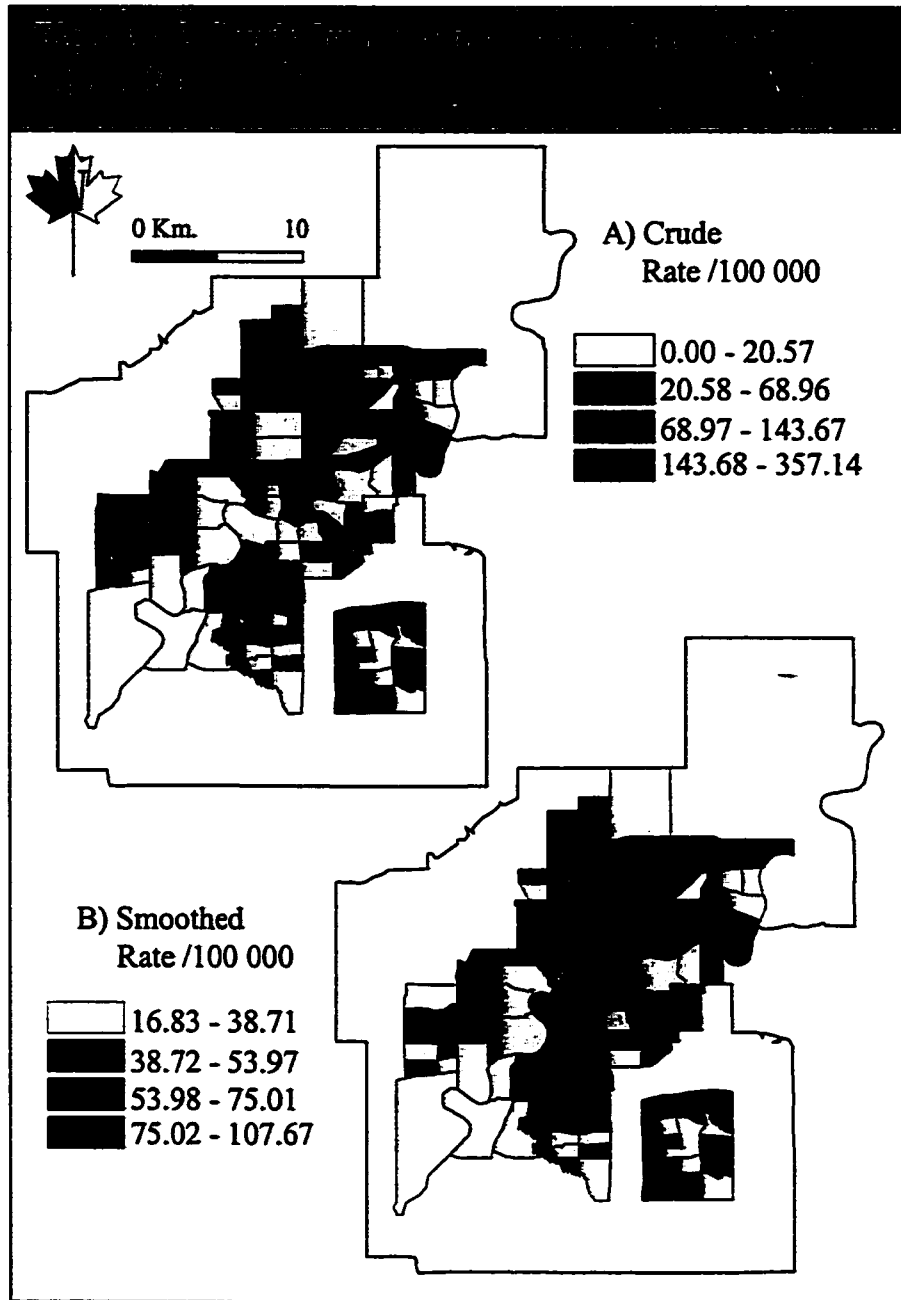 0 Km. 10
A) Crude
Rate /100 000
0.00 - 20.57
20.58 - 68.96
68.97 - 143.67
143.68 - 357.14
B) Smoothed
Rate /100 000
16.83 - 38.71
38.72 - 53.97
53.98 - 75.01
75.02 - 107.67